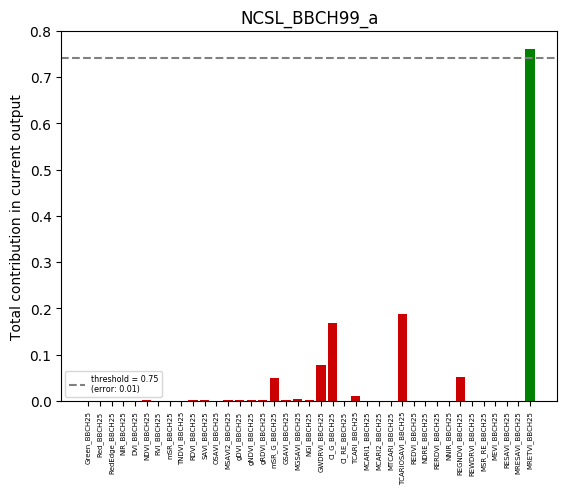 NCSL_BBCH99_a
Total contribution in current output
0.8
0.7
0.6
0.5
0.4
0.3
0.2
0.1
0.0
threshold = 0.75
(error: 0.01)
Green_BBCH25
Red_BBCH25
RedEdge_BBCH25
NIR_BBCH25
DVI_BBCH25
NDVI_BBCH25
RVI_BBCH25
mSR_BBCH25
TNDVI_BBCH25
RDVI_BBCH25
SAVI_BBCH25
OSAVI_BBCH25
MSAVI2_BBCH25
gDVI_BBCH25
gNDVI_BBCH25
gRDVI_BBCH25
mSR_G_BBCH25
GSAVI_BBCH25
MGSAVI_BBCH25
NGI_BBCH25
GWDRVI_BBCH25
CI_G_BBCH25
CI_RE_BBCH25
TCARI_BBCH25
MCARI1_BBCH25
MCARI2_BBCH25
MTCARI_BBCH25
TCARIOSAVI_BBCH25
REDVI_BBCH25
NDRE_BBCH25
RERDVI_BBCH25
NNIR_BBCH25
REGNDVI_BBCH25
REWDRVI_BBCH25
MSR_RE_BBCH25
MEVI_BBCH25
RESAVI_BBCH25
MRESAVI_BBCH25
MRETVI_BBCH25